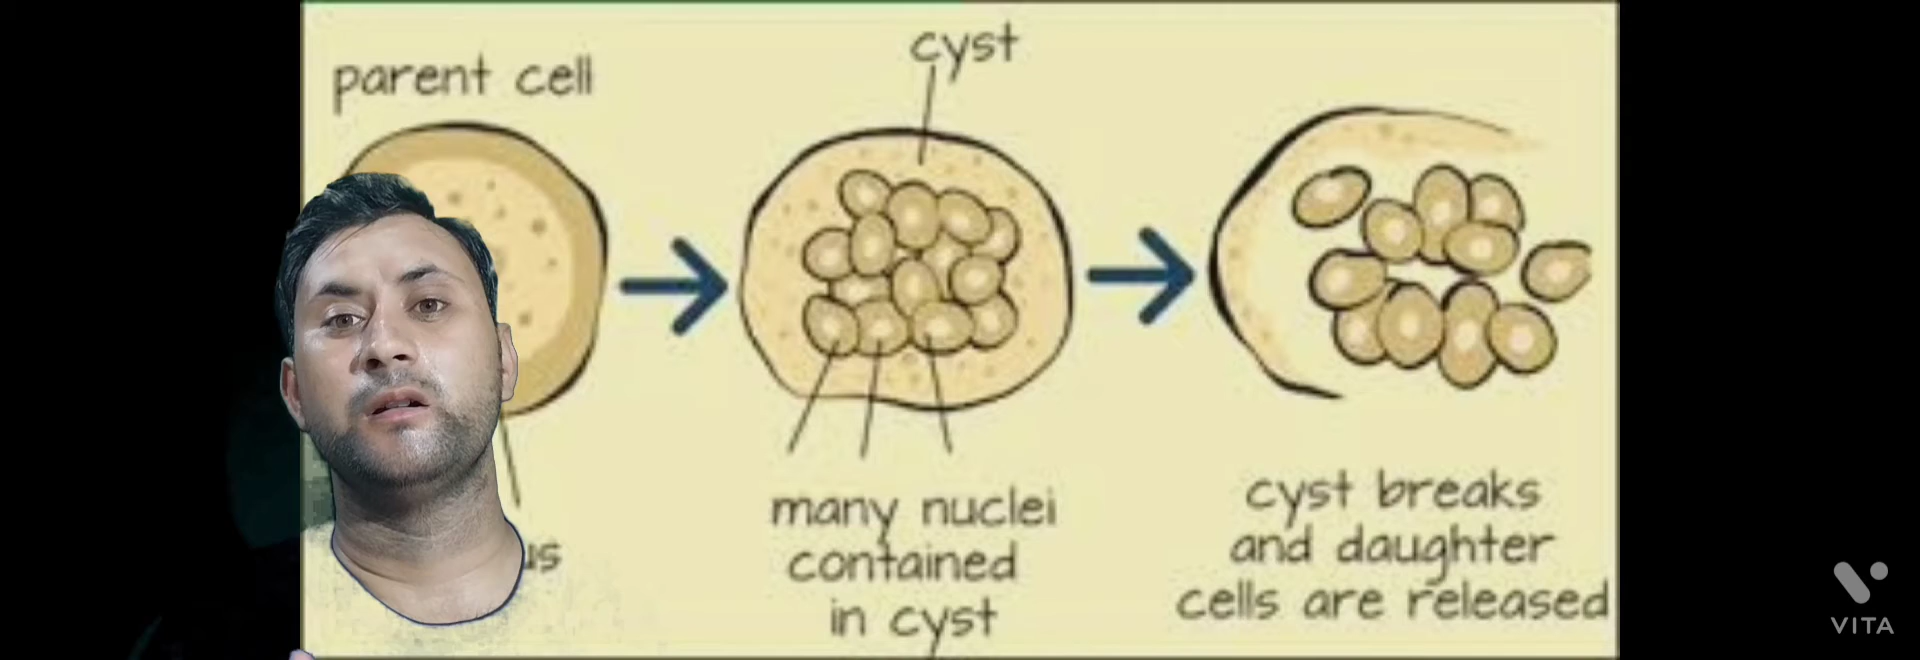 parent cell
cyst
many nuclei
contained
in cyst
cyst breaks
and daughter
cells are released
VITA